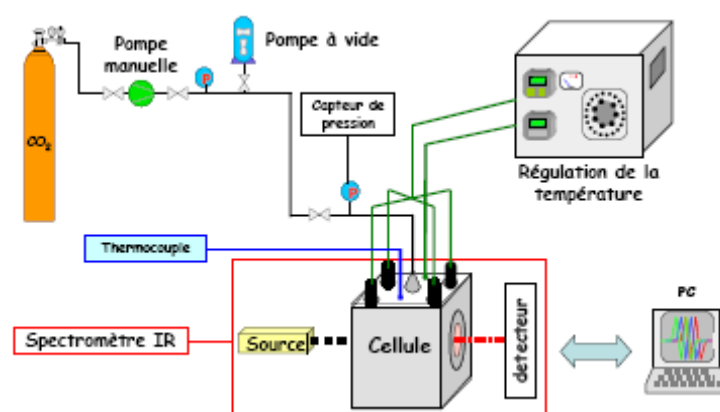 Pompe
manuelle
Pompe à vide
P
Capteur de
pression
CO₂
P
Régulation de la
température
Thermocouple
PC
Spectromètre IR
Source
Cellule
detecteur